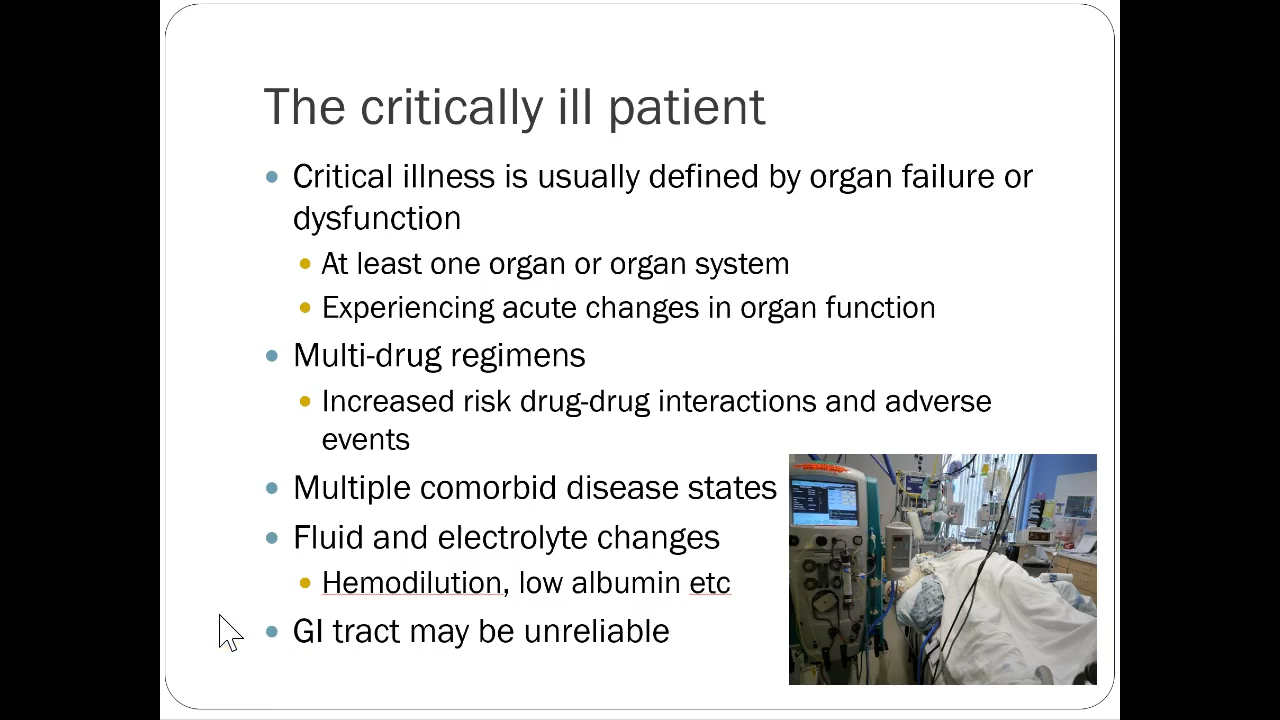 The critically ill patient
Critical illness is usually defined by organ failure or
dysfunction
At least one organ or organ system
Experiencing acute changes in organ function
Multi-drug regimens
Increased risk drug-drug interactions and adverse
events
Multiple comorbid disease states
Fluid and electrolyte changes
Hemodilution, low albumin etc
GI tract may be unreliable